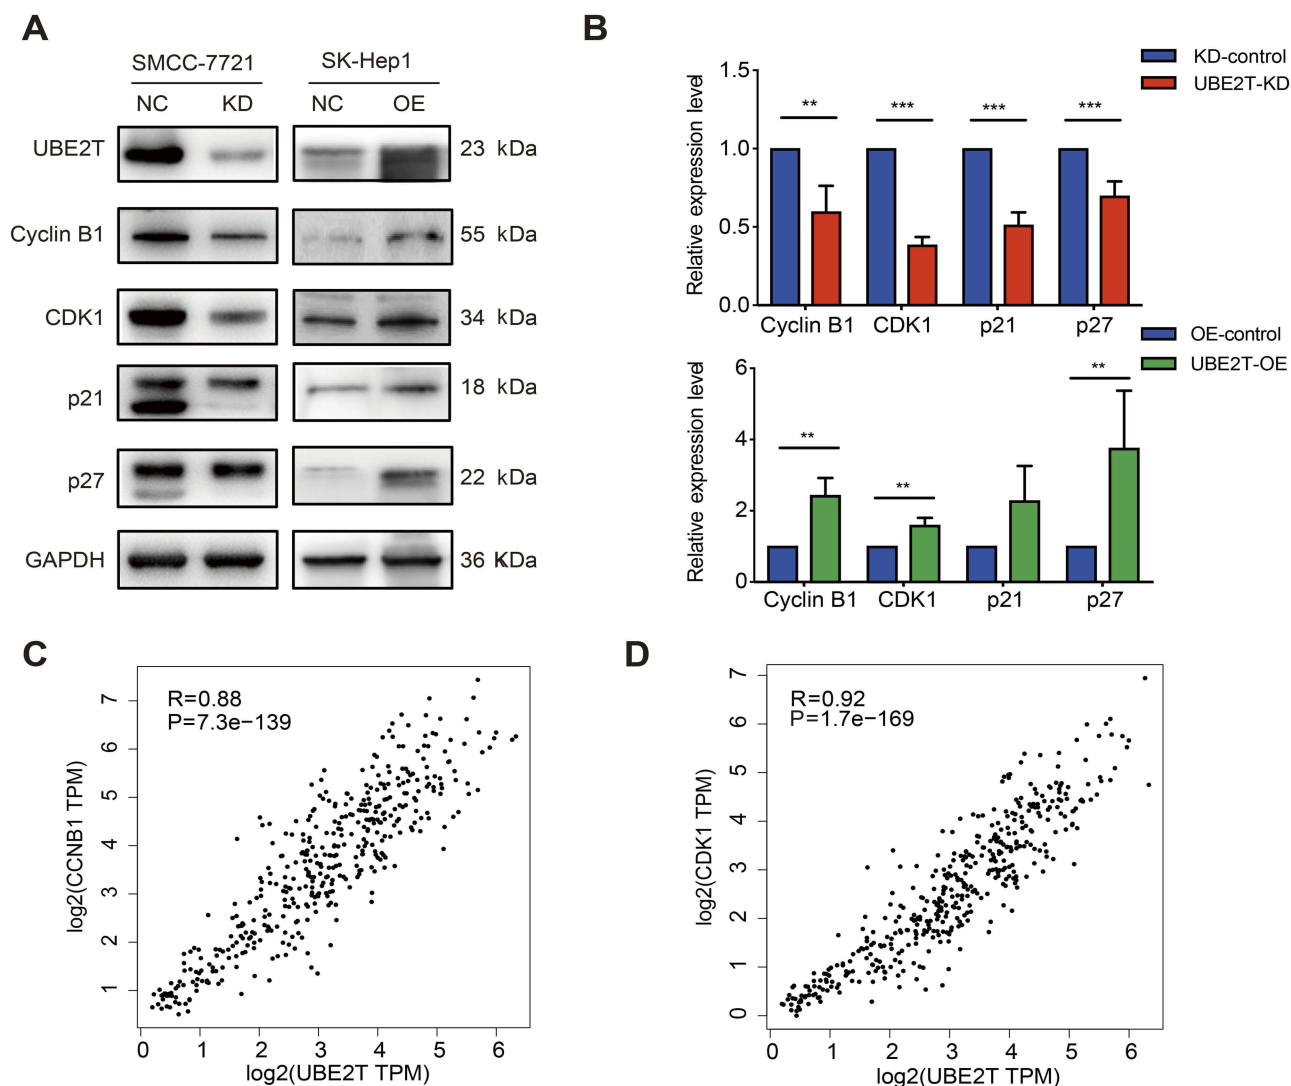 A
SMCC-7721
SK-Hep1
NC
KD
NC
OE
UBE2T
23 kDa
Cyclin B1
55 kDa
CDK1
34 kDa
p21
18 kDa
p27
22 kDa
GAPDH
36 KDa
B
KD-control
UBE2T-KD
Relative expression level
1.5
1.0
0.5
0.0
**
***
***
***
Cyclin B1
CDK1
p21
p27
OE-control
UBE2T-OE
Relative expression level
6
4
2
0
**
**
**
Cyclin B1
CDK1
p21
p27
C
R=0.88
P=7.3e−139
log2(CCNB1 TPM)
7
6
5
4
3
2
1
0 1 2 3 4 5 6
log2(UBE2T TPM)
D
R=0.92
P=1.7e−169
log2(CDK1 TPM)
7
6
5
4
3
2
1
0
0 1 2 3 4 5 6
log2(UBE2T TPM)